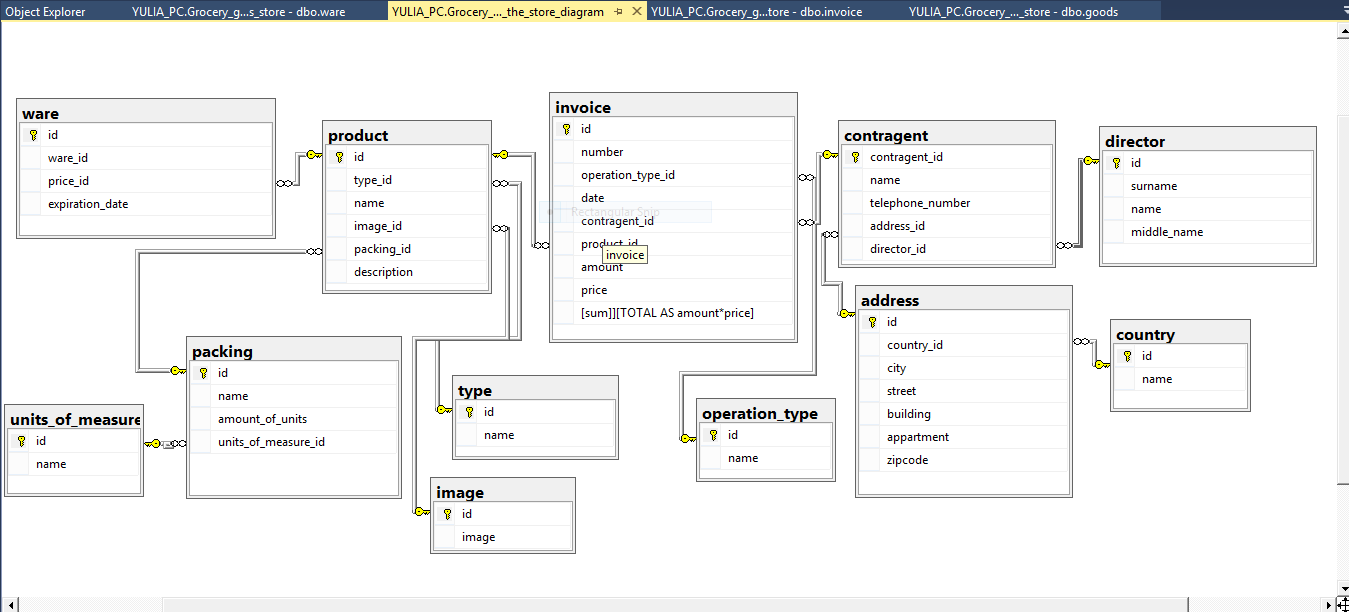 Object Explorer
YULIA_PC.Grocery_g...s_store - dbo.ware
YULIA_PC.Grocery_..._the_store_diagram
YULIA_PC.Grocery_g...tore - dbo.invoice
YULIA_PC.Grocery_..._store - dbo.goods
ware
id
ware_id
price_id
expiration_date
product
id
type_id
name
image_id
packing_id
description
invoice
id
number
operation_type_id
date
Rectangular Snip
contragent_id
product_id
invoice
amount
price
[sum]][TOTAL AS amount*price]
contragent
contragent_id
name
telephone_number
address_id
director_id
director
id
surname
name
middle_name
packing
id
name
amount_of_units
units_of_measure_id
units_of_measure
id
name
type
id
name
image
id
image
operation_type
id
name
address
id
country_id
city
street
building
appartment
zipcode
country
id
name